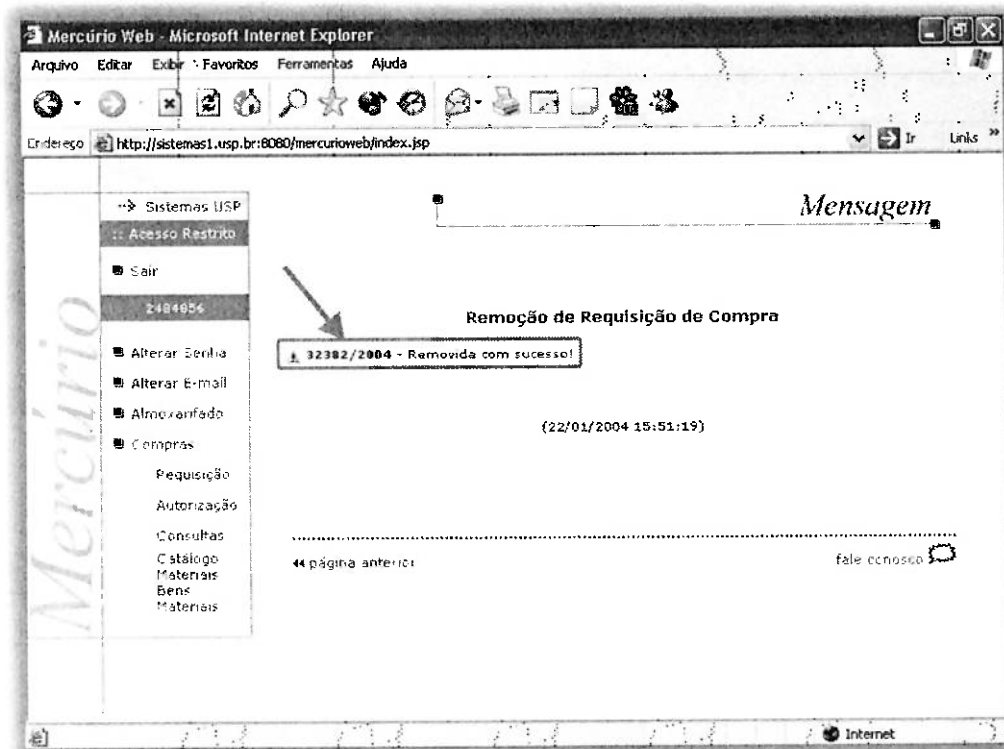 Mercúrio Web - Microsoft Internet Explorer
Arquivo Editar Exibir Favoritos Ferramentas Ajuda
Endereço http://sistemas1.usp.br:8080/mercurioweb/index.jsp Ir Links »
Mercúrio
Sistemas USP
:: Acesso Restrito
Sair
2484856
Alterar Senha
Alterar E-mail
Almoxarifado
Compras
Requisição
Autorização
Consultas
Catálogo
Materiais
Bens
Materiais
Mensagem
Remoção de Requisição de Compra
32382/2004 - Removida com sucesso!
(22/01/2004 15:51:19)
página anterior
fale conosco
Internet